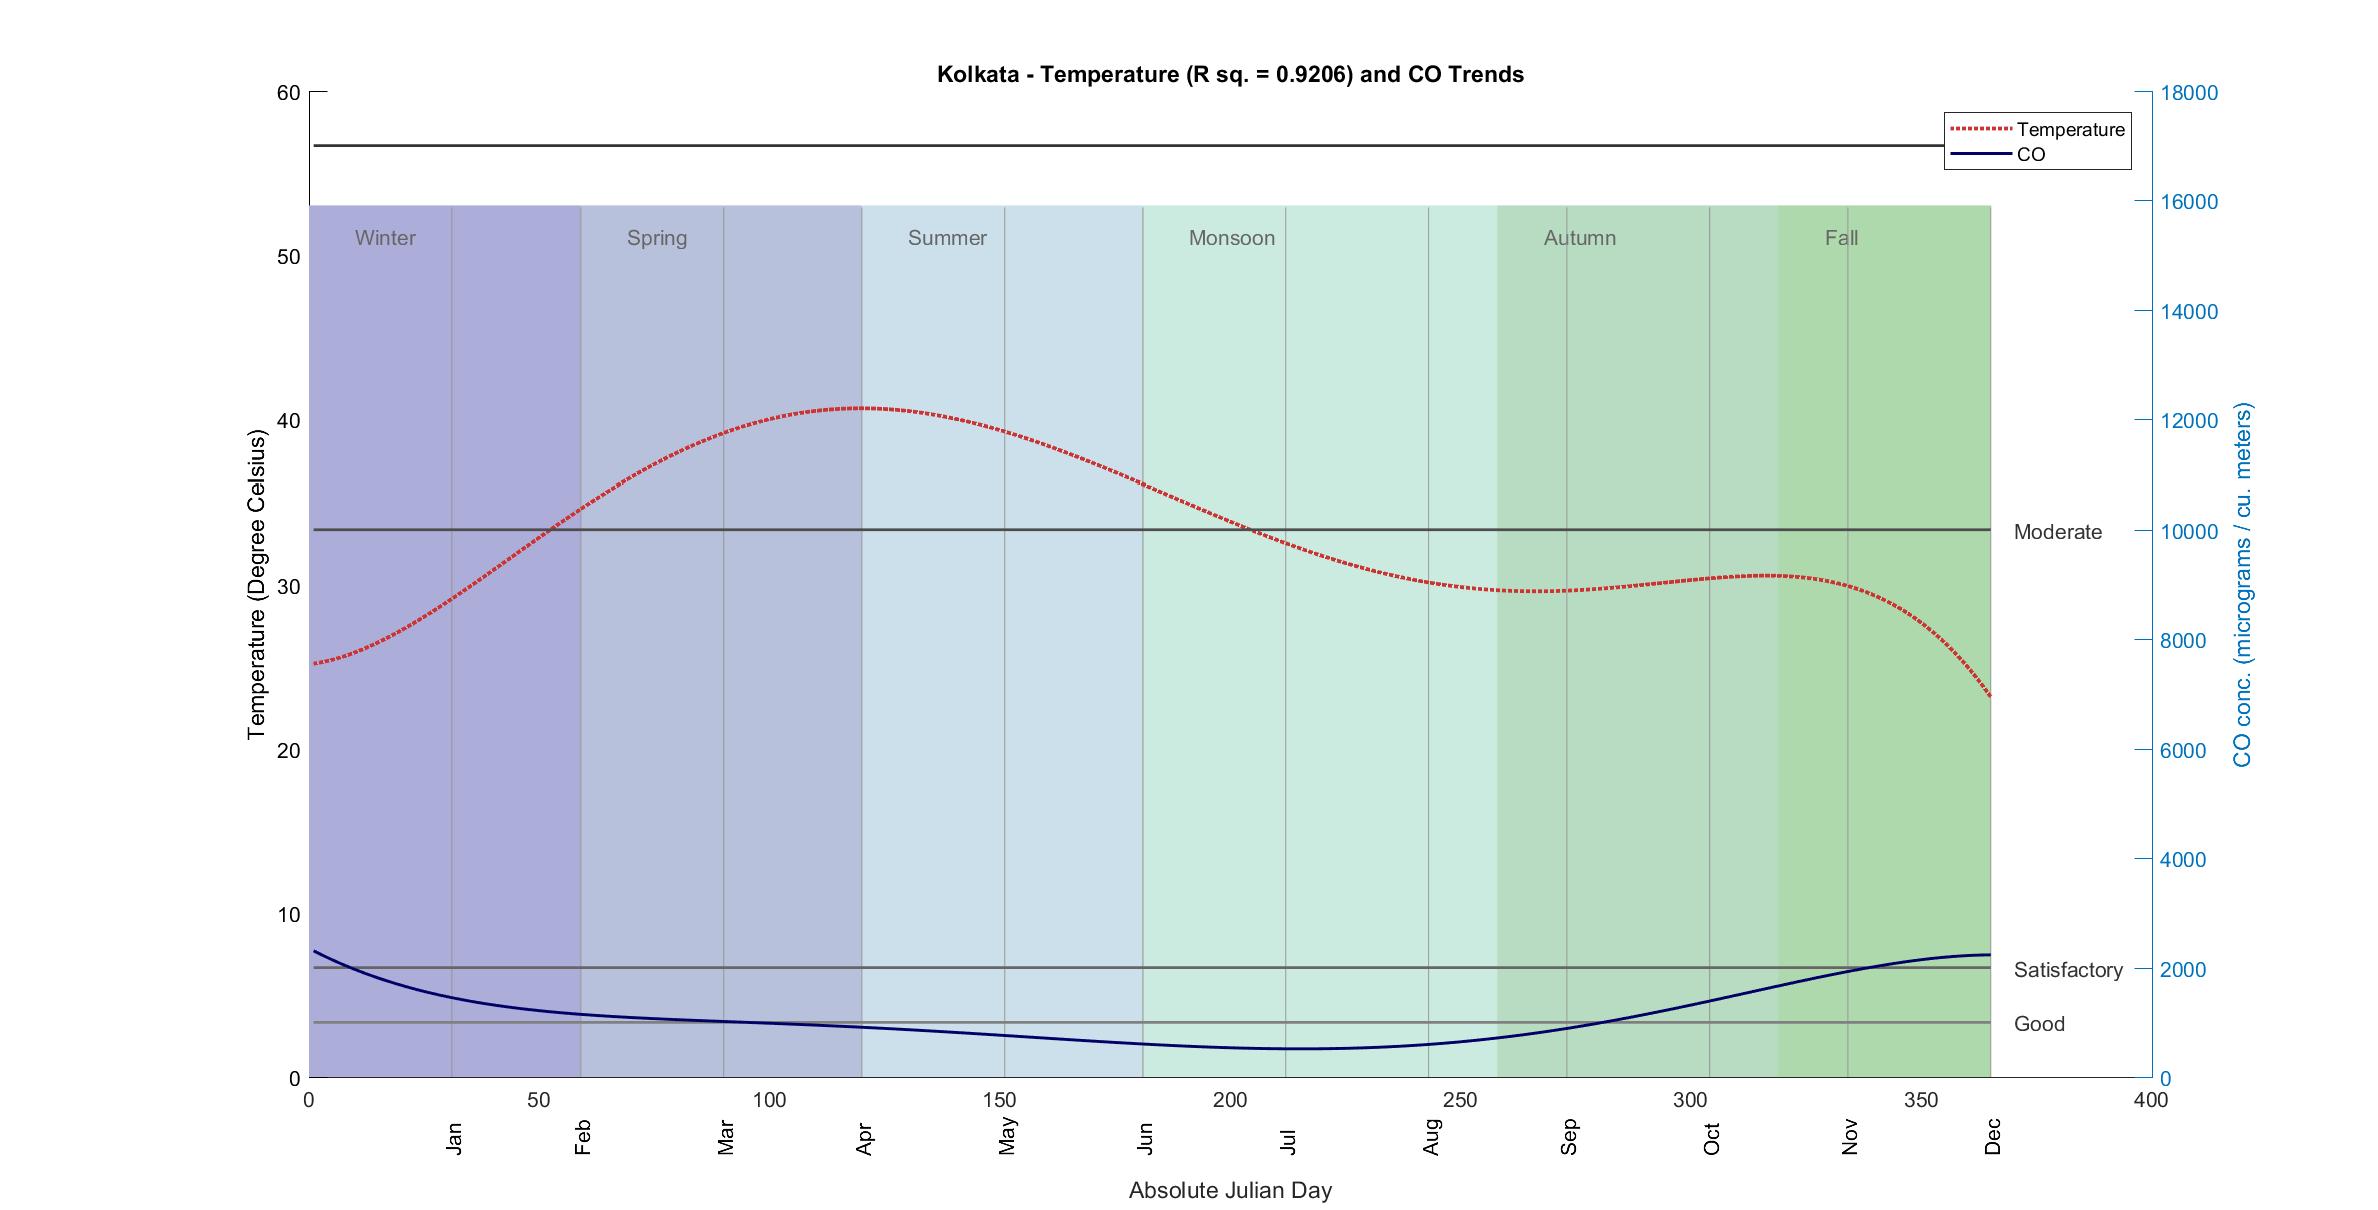 Kolkata - Temperature (R sq. = 0.9206) and CO Trends
60
50
40
30
20
10
0
Temperature (Degree Celsius)
18000
16000
14000
12000
10000
8000
6000
4000
2000
0
CO conc. (micrograms / cu. meters)
Temperature
CO
Winter
Spring
Summer
Monsoon
Autumn
Fall
Moderate
Satisfactory
Good
0
50
100
150
200
250
300
350
400
Jan
Feb
Mar
Apr
May
Jun
Jul
Aug
Sep
Oct
Nov
Dec
Absolute Julian Day